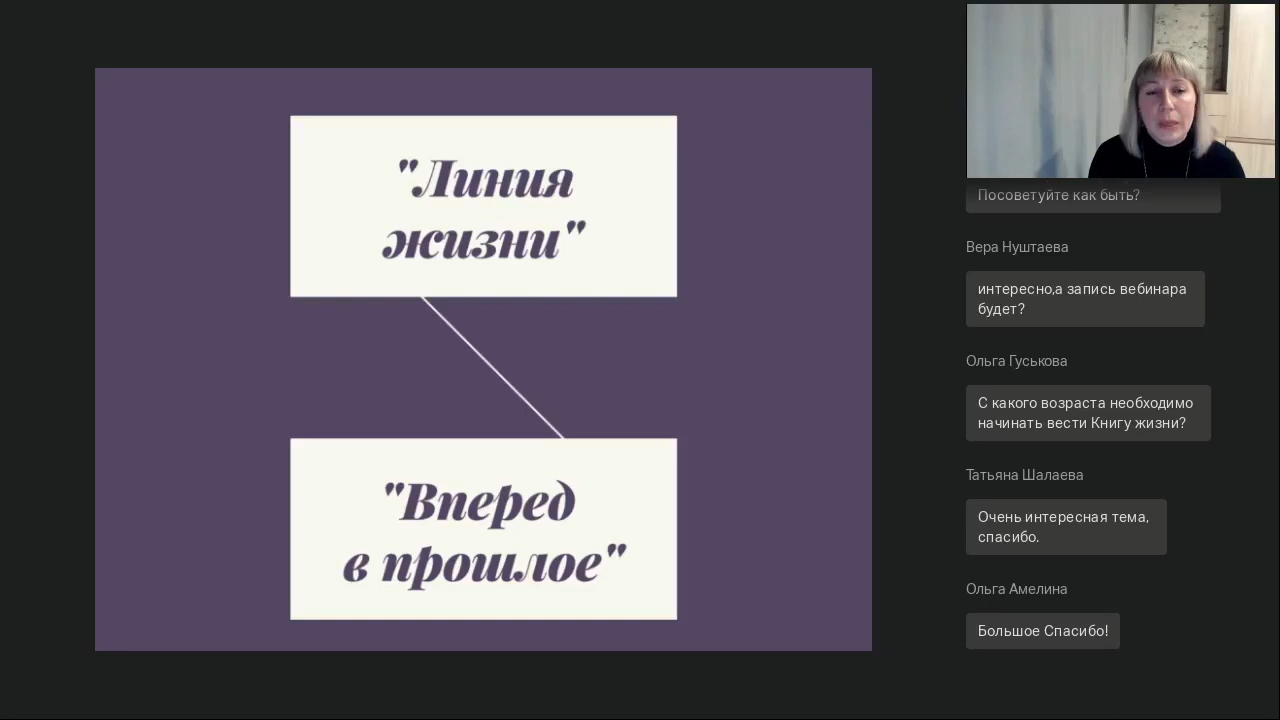 "Линия
жизни"
"Вперед
в прошлое"
Посоветуйте как быть?
Вера Нуштаева
интересно,а запись вебинара
будет?
Ольга Гуськова
С какого возраста необходимо
начинать вести Книгу жизни?
Татьяна Шалаева
Очень интересная тема,
спасибо.
Ольга Амелина
Большое Спасибо!